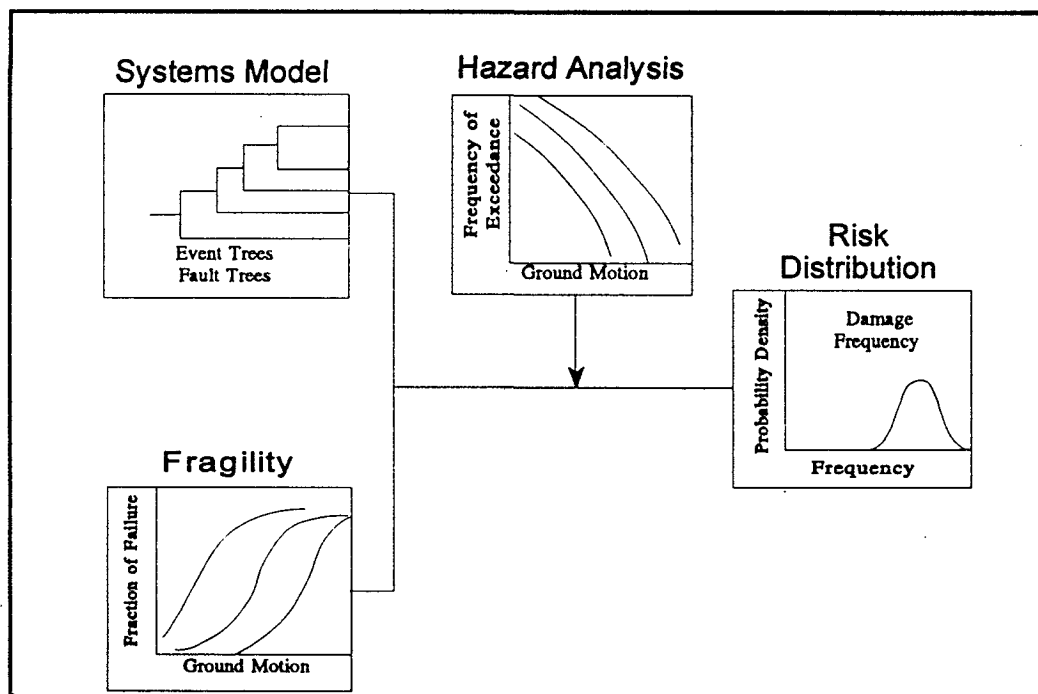 Systems Model
Event Trees
Fault Trees
Hazard Analysis
Frequency of
Exceedance
Ground Motion
Risk
Distribution
Damage
Frequency
Probability Density
Frequency
Fragility
Fraction of Failure
Ground Motion